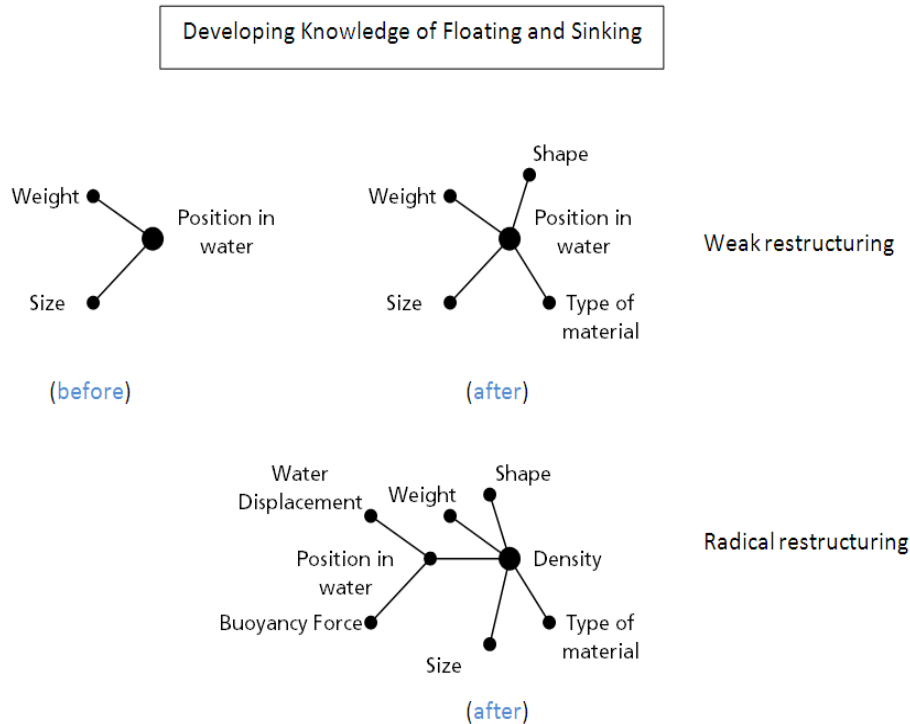 Developing Knowledge of Floating and Sinking
Weight
Position in
water
Size
(before)
Shape
Weight
Position in
water
Size
Type of
material
(after)
Weak restructuring
Water
Displacement
Weight
Shape
Position in
water
Density
Buoyancy Force
Size
Type of
material
(after)
Radical restructuring